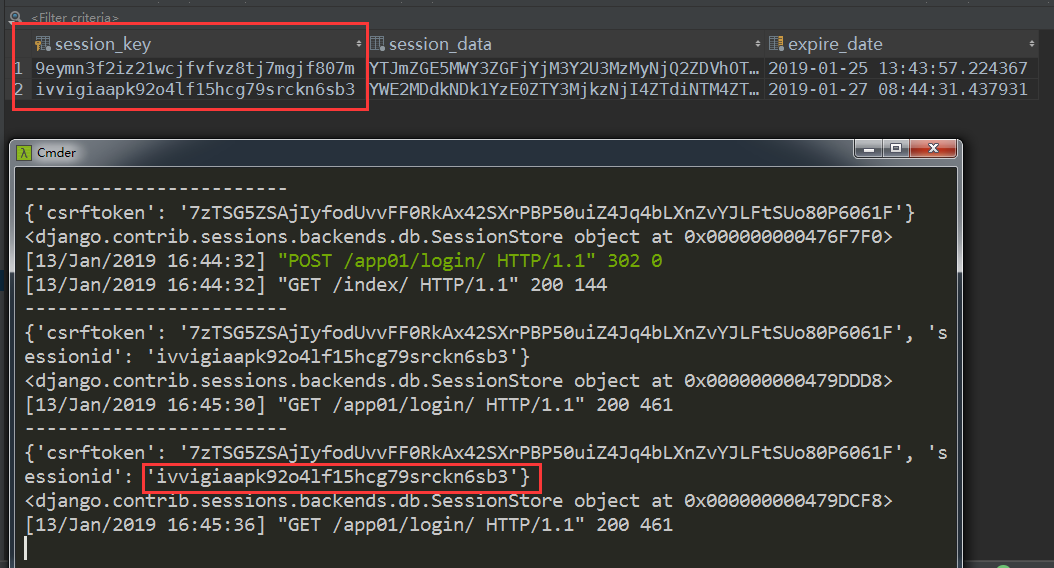 <Filter criteria>
session_key session_data expire_date
1 9eymn3f2iz21wcjfvfvz8tj7mgjf807m YTJmZGE5MWY3ZGFjYjM3Y2U3MzMyNjQ2ZDVhOT… 2019-01-25 13:43:57.224367
2 ivvigiaapk92o4lf15hcg79srckn6sb3 YWE2MDdkNDk1YzE0ZTY3MjkzNjI4ZTdiNTM4ZT… 2019-01-27 08:44:31.437931
λ Cmder
------------------------
{'csrftoken': '7zTSG5ZSAjIyfodUvvFF0RkAx42SXrPBP50uiZ4Jq4bLXnZvYJLFtSUo80P6061F'}
<django.contrib.sessions.backends.db.SessionStore object at 0x000000000476F7F0>
[13/Jan/2019 16:44:32] "POST /app01/login/ HTTP/1.1" 302 0
[13/Jan/2019 16:44:32] "GET /index/ HTTP/1.1" 200 144
------------------------
{'csrftoken': '7zTSG5ZSAjIyfodUvvFF0RkAx42SXrPBP50uiZ4Jq4bLXnZvYJLFtSUo80P6061F', 's
essionid': 'ivvigiaapk92o4lf15hcg79srckn6sb3'}
<django.contrib.sessions.backends.db.SessionStore object at 0x000000000479DDD8>
[13/Jan/2019 16:45:30] "GET /app01/login/ HTTP/1.1" 200 461
------------------------
{'csrftoken': '7zTSG5ZSAjIyfodUvvFF0RkAx42SXrPBP50uiZ4Jq4bLXnZvYJLFtSUo80P6061F', 's
essionid': 'ivvigiaapk92o4lf15hcg79srckn6sb3'}
<django.contrib.sessions.backends.db.SessionStore object at 0x000000000479DCF8>
[13/Jan/2019 16:45:36] "GET /app01/login/ HTTP/1.1" 200 461